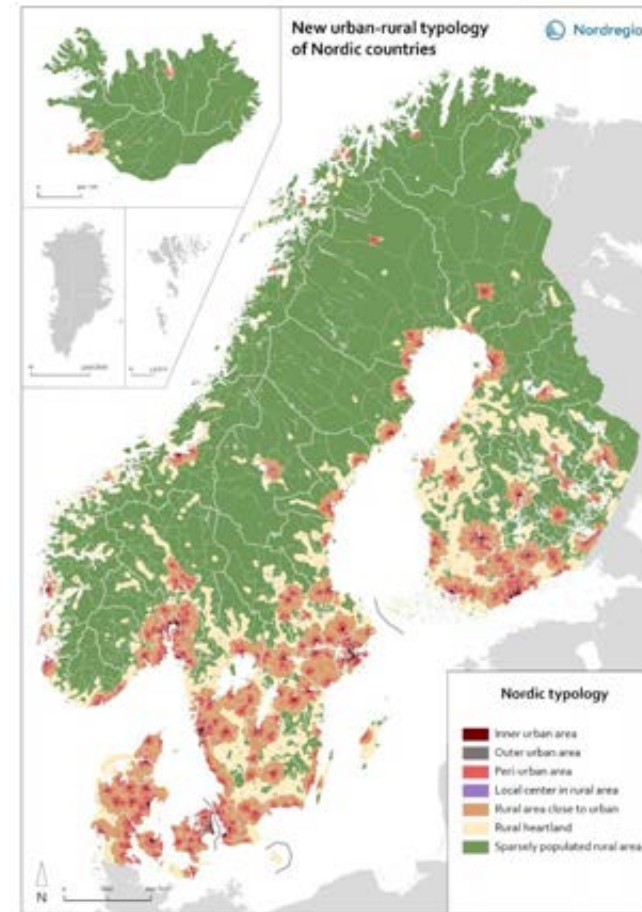 New urban-rural typology
of Nordic countries
Nordregio
Nordic typology
Inner urban area
Outer urban area
Peri-urban area
Local center in rural area
Rural area close to urban
Rural heartland
Sparsely populated rural area
N